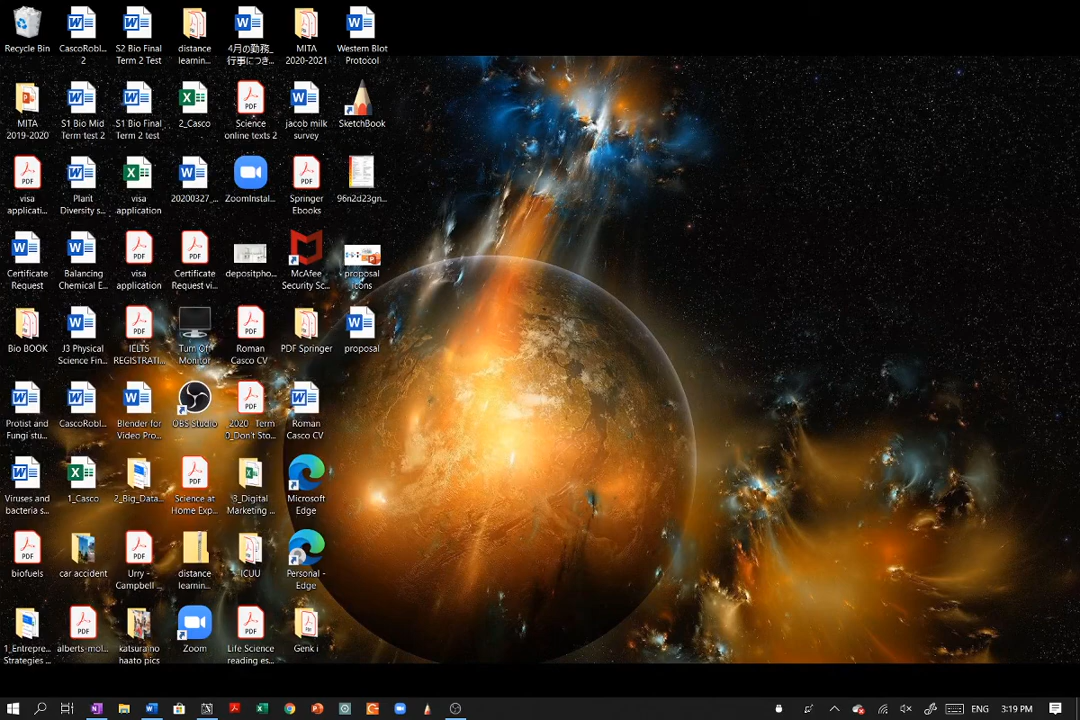 Recycle Bin
CascoRobl...
2
S2 Bio Final
Term 2 Test
distance
learnin...
4月の勤務_
行事につき...
MITA
2020-2021
Western Blot
Protocol
MITA
2019-2020
S1 Bio Mid
Term test 2
S1 Bio Final
Term 2 test
2_Casco
Science
online texts 2
jacob milk
survey
SketchBook
visa
applicati...
Plant
Diversity s...
visa
application
20200327_...
ZoomInstal...
Springer
Ebooks
96n2d23gn...
Certificate
Request
Balancing
Chemical E...
visa
application
Certificate
Request vi...
depositpho...
McAfee
Security Sc...
proposal
icons
Bio BOOK
J3 Physical
Science Fin...
IELTS
REGISTRATI...
Turn Off
Monitor
Roman
Casco CV
PDF Springer
proposal
Protist and
Fungi stu...
CascoRobl...
Blender for
Video Pro...
OBS Studio
2020_ Term
0_Don't Sto...
Roman
Casco CV
Viruses and
bacteria s...
1_Casco
2_Big_Data...
Science at
Home Exp...
3_Digital
Marketing ...
Microsoft
Edge
biofuels
car accident
Urry -
Campbell ...
distance
learnin...
ICUU
Personal -
Edge
1_Entrepre...
Strategies ...
alberts-mol...
katsura no
haato pics
Zoom
Life Science
reading es...
Genk i
ENG
3:19 PM